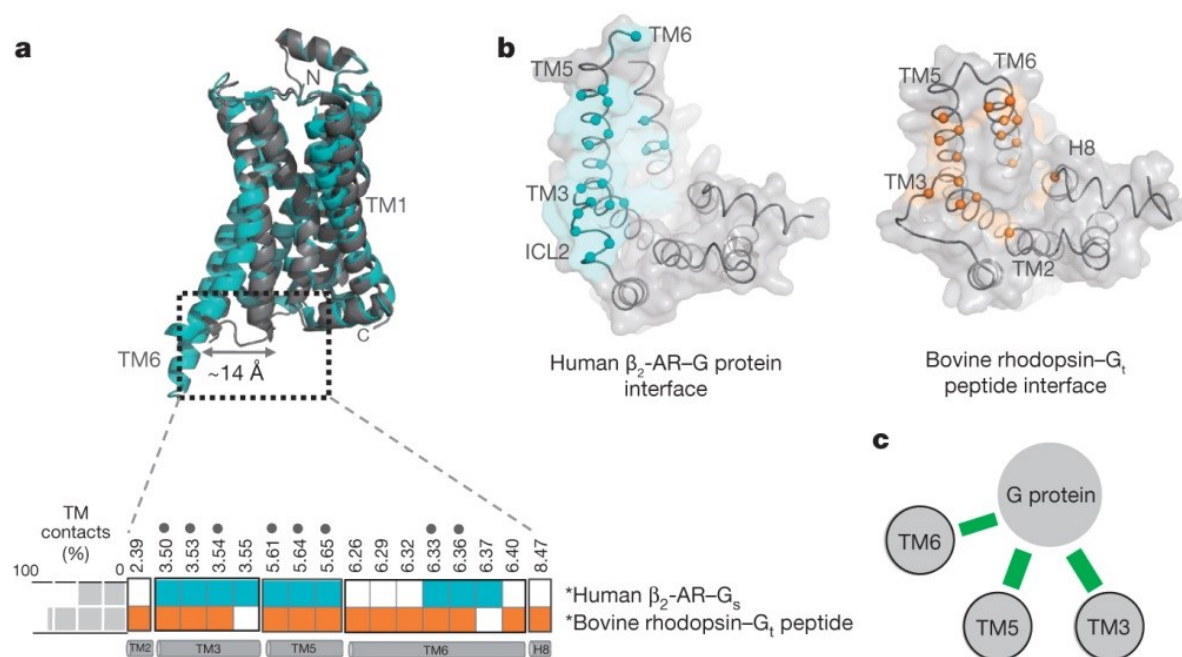 a
N
TM1
C
TM6
~14 Å
b
TM6
TM5
TM3
ICL2
Human β₂-AR–G protein
interface
TM6
TM5
H8
TM3
TM2
Bovine rhodopsin–Gₜ
peptide interface
TM
contacts
(%)
100 0
2.39 3.50 3.53 3.54 3.55 5.61 5.64 5.65 6.26 6.29 6.32 6.33 6.36 6.37 6.40 8.47
*Human β₂-AR–Gₛ
*Bovine rhodopsin–Gₜ peptide
TM2 TM3 TM5 TM6 H8
c
G protein
TM6
TM5 TM3